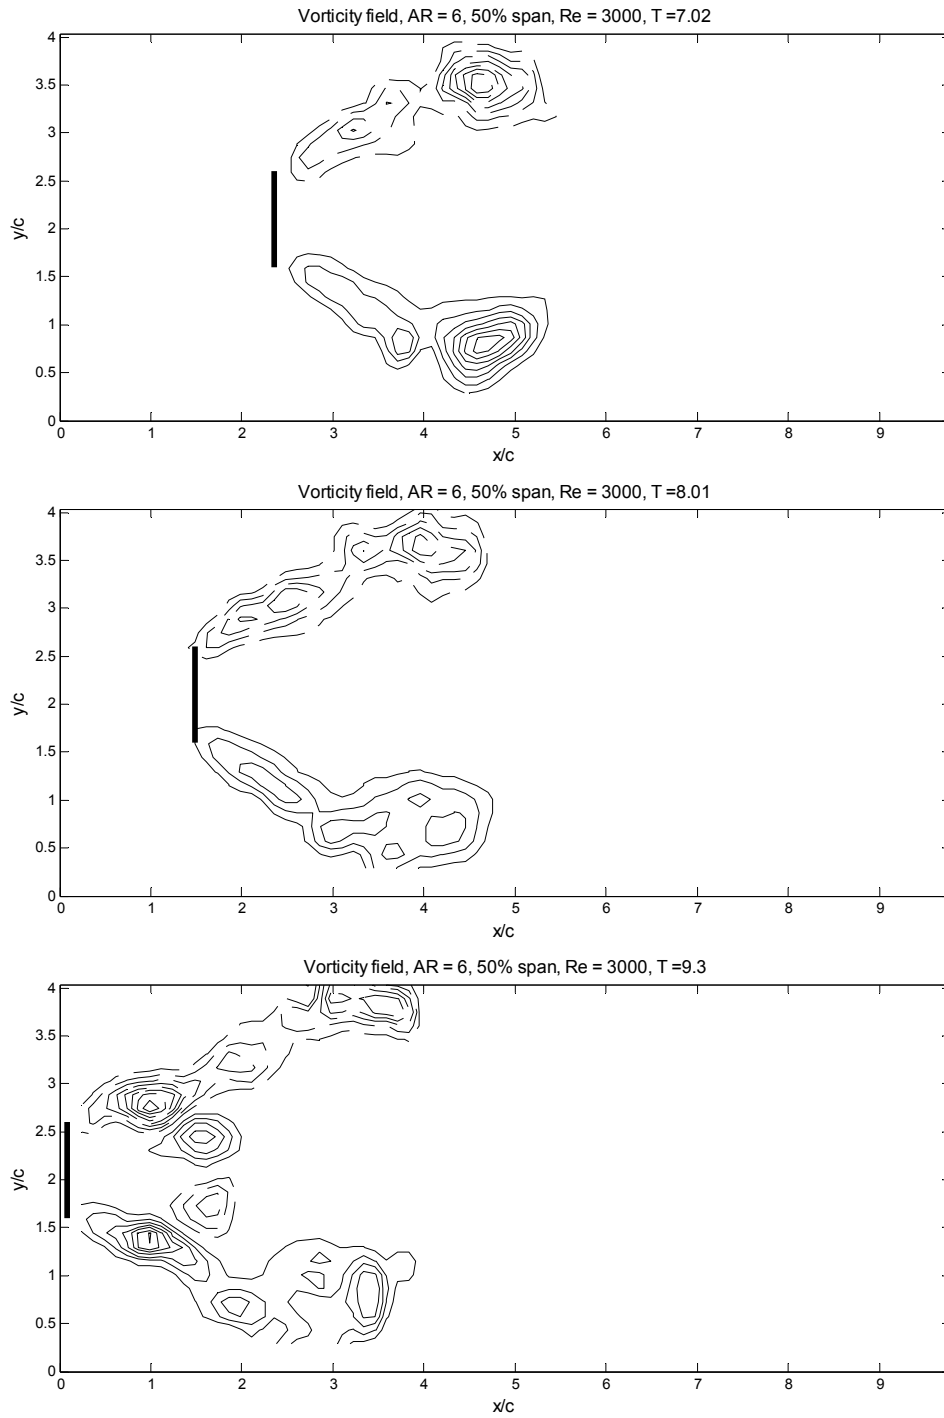 Vorticity field, AR = 6, 50% span, Re = 3000, T =7.02
4
3.5
3
2.5
2
1.5
1
0.5
0
y/c
0 1 2 3 4 5 6 7 8 9
x/c
Vorticity field, AR = 6, 50% span, Re = 3000, T =8.01
4
3.5
3
2.5
2
1.5
1
0.5
0
y/c
0 1 2 3 4 5 6 7 8 9
x/c
Vorticity field, AR = 6, 50% span, Re = 3000, T =9.3
4
3.5
3
2.5
2
1.5
1
0.5
0
y/c
0 1 2 3 4 5 6 7 8 9
x/c